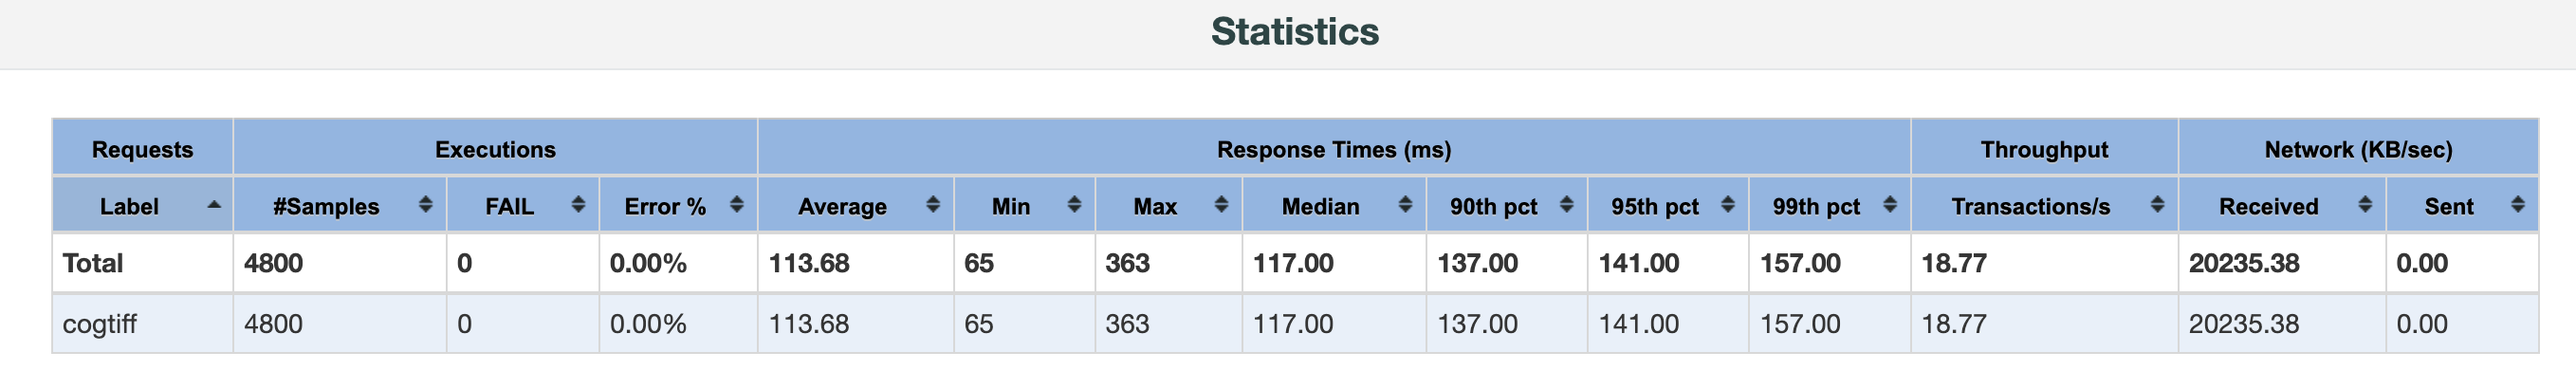 Statistics
Requests Executions Response Times (ms) Throughput Network (KB/sec)
Label #Samples FAIL Error % Average Min Max Median 90th pct 95th pct 99th pct Transactions/s Received Sent
Total 4800 0 0.00% 113.68 65 363 117.00 137.00 141.00 157.00 18.77 20235.38 0.00
cogtiff 4800 0 0.00% 113.68 65 363 117.00 137.00 141.00 157.00 18.77 20235.38 0.00